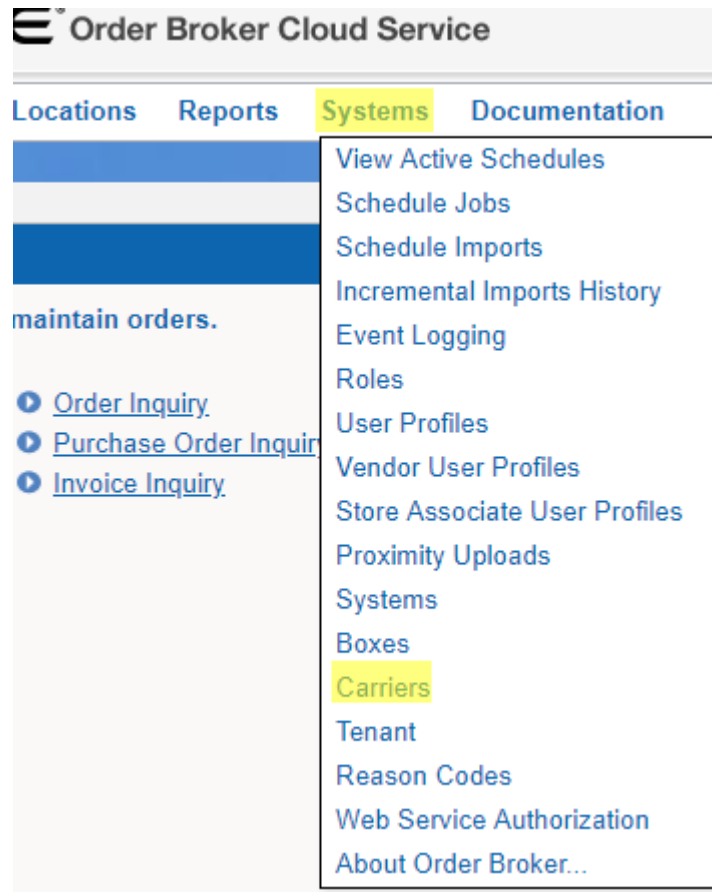 Order Broker Cloud Service
Locations Reports Systems Documentation
View Active Schedules
Schedule Jobs
Schedule Imports
Incremental Imports History
maintain orders.
Event Logging
Roles
Order Inquiry
User Profiles
Purchase Order Inquiry
Vendor User Profiles
Invoice Inquiry
Store Associate User Profiles
Proximity Uploads
Systems
Boxes
Carriers
Tenant
Reason Codes
Web Service Authorization
About Order Broker...